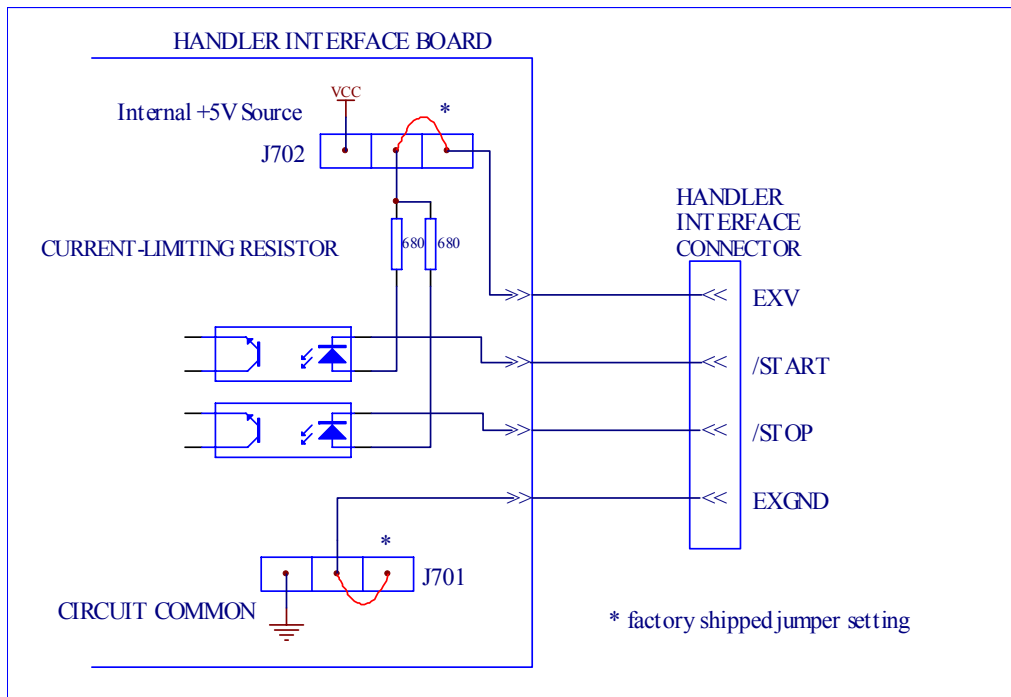 HANDLER INTERFACE BOARD
VCC
*
Internal +5V Source
J702
HANDLER
INTERFACE
CONNECTOR
CURRENT-LIMITING RESISTOR
680
680
EXV
/START
/STOP
EXGND
*
J701
CIRCUIT COMMON
* factory shipped jumper setting